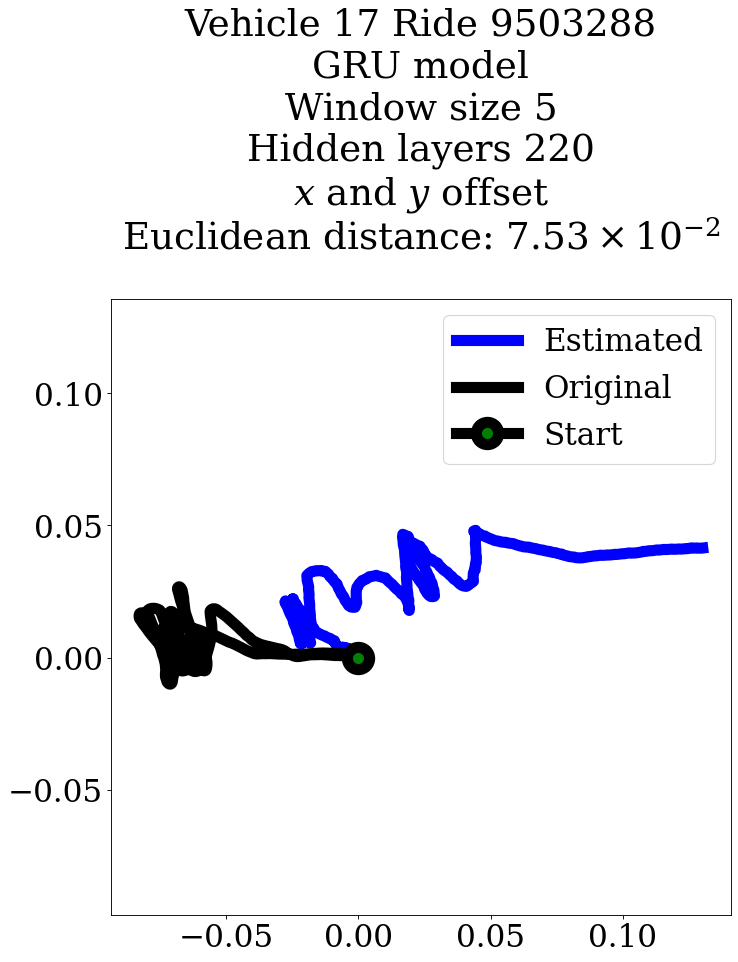 Vehicle 17 Ride 9503288
GRU model
Window size 5
Hidden layers 220
x and y offset
Euclidean distance: 7.53 × 10⁻²
Estimated
Original
Start
0.10
0.05
0.00
−0.05
−0.05 0.00 0.05 0.10